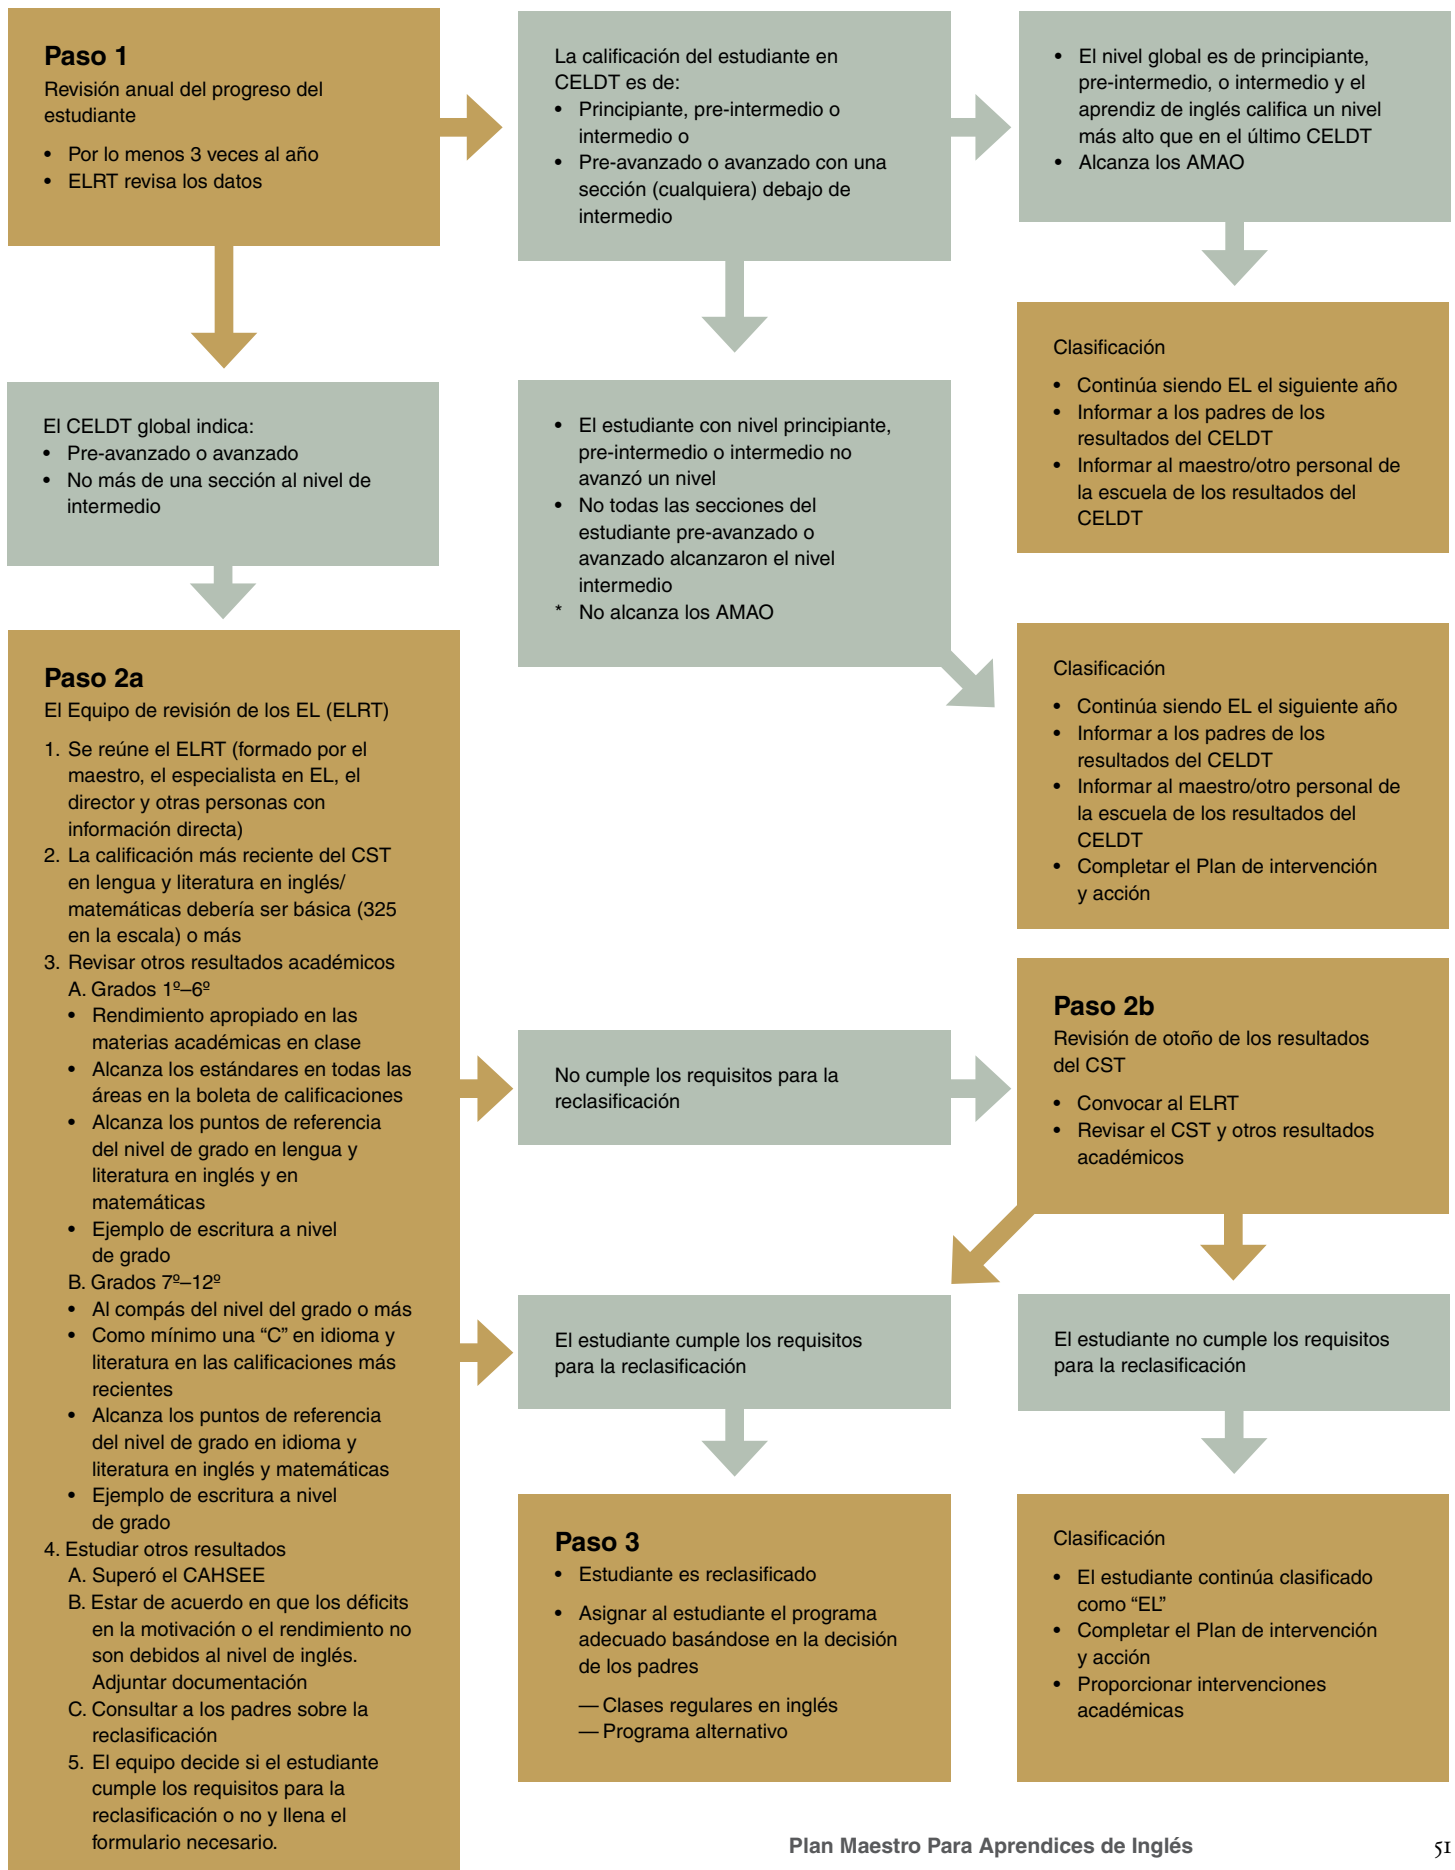 Paso 1
Revisión anual del progreso del
estudiante
• Por lo menos 3 veces al año
• ELRT revisa los datos
La calificación del estudiante en
CELDT es de:
• Principiante, pre-intermedio o
intermedio o
• Pre-avanzado o avanzado con una
sección (cualquiera) debajo de
intermedio
• El nivel global es de principiante,
pre-intermedio, o intermedio y el
aprendiz de inglés califica un nivel
más alto que en el último CELDT
• Alcanza los AMAO
Clasificación
• Continúa siendo EL el siguiente año
• Informar a los padres de los
resultados del CELDT
• Informar al maestro/otro personal de
la escuela de los resultados del
CELDT
El CELDT global indica:
• Pre-avanzado o avanzado
• No más de una sección al nivel de
intermedio
• El estudiante con nivel principiante,
pre-intermedio o intermedio no
avanzó un nivel
• No todas las secciones del
estudiante pre-avanzado o
avanzado alcanzaron el nivel
intermedio
* No alcanza los AMAO
Clasificación
• Continúa siendo EL el siguiente año
• Informar a los padres de los
resultados del CELDT
• Informar al maestro/otro personal de
la escuela de los resultados del
CELDT
• Completar el Plan de intervención
y acción
Paso 2a
El Equipo de revisión de los EL (ELRT)
1. Se reúne el ELRT (formado por el
maestro, el especialista en EL, el
director y otras personas con
información directa)
2. La calificación más reciente del CST
en lengua y literatura en inglés/
matemáticas debería ser básica (325
en la escala) o más
3. Revisar otros resultados académicos
A. Grados 1º–6º
• Rendimiento apropiado en las
materias académicas en clase
• Alcanza los estándares en todas las
áreas en la boleta de calificaciones
• Alcanza los puntos de referencia
del nivel de grado en lengua y
literatura en inglés y en
matemáticas
• Ejemplo de escritura a nivel
de grado
B. Grados 7º–12º
• Al compás del nivel del grado o más
• Como mínimo una “C” en idioma y
literatura en las calificaciones más
recientes
• Alcanza los puntos de referencia
del nivel de grado en idioma y
literatura en inglés y matemáticas
• Ejemplo de escritura a nivel
de grado
4. Estudiar otros resultados
A. Superó el CAHSEE
B. Estar de acuerdo en que los déficits
en la motivación o el rendimiento no
son debidos al nivel de inglés.
Adjuntar documentación
C. Consultar a los padres sobre la
reclasificación
5. El equipo decide si el estudiante
cumple los requisitos para la
reclasificación o no y llena el
formulario necesario.
No cumple los requisitos para la
reclasificación
Paso 2b
Revisión de otoño de los resultados
del CST
• Convocar al ELRT
• Revisar el CST y otros resultados
académicos
El estudiante cumple los requisitos
para la reclasificación
El estudiante no cumple los requisitos
para la reclasificación
Paso 3
• Estudiante es reclasificado
• Asignar al estudiante el programa
adecuado basándose en la decisión
de los padres
— Clases regulares en inglés
— Programa alternativo
Clasificación
• El estudiante continúa clasificado
como “EL”
• Completar el Plan de intervención
y acción
• Proporcionar intervenciones
académicas
Plan Maestro Para Aprendices de Inglés
51